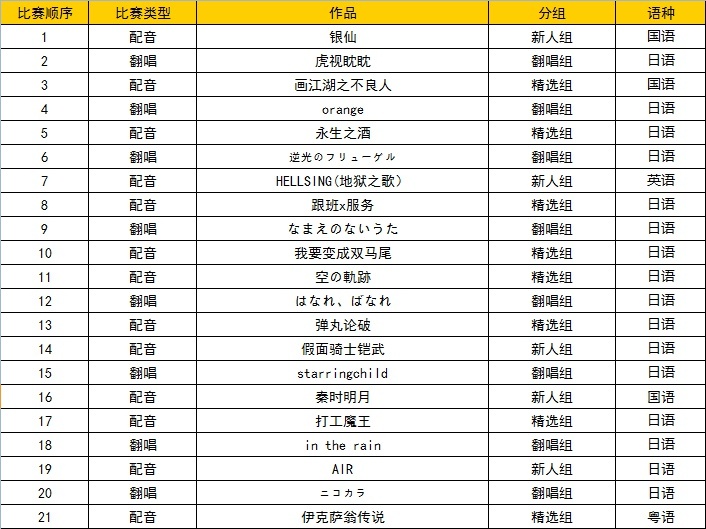 比赛顺序 比赛类型 作品 分组 语种
1 配音 银仙 新人组 国语
2 翻唱 虎视眈眈 翻唱组 日语
3 配音 画江湖之不良人 精选组 国语
4 翻唱 orange 翻唱组 日语
5 配音 永生之酒 精选组 日语
6 翻唱 逆光のフリューゲル 翻唱组 日语
7 配音 HELLSING(地狱之歌) 新人组 英语
8 配音 跟班x服务 精选组 日语
9 翻唱 なまえのないうた 翻唱组 日语
10 配音 我要变成双马尾 精选组 日语
11 配音 空の軌跡 精选组 日语
12 翻唱 はなれ、ばなれ 翻唱组 日语
13 配音 弹丸论破 精选组 日语
14 配音 假面骑士铠武 新人组 日语
15 翻唱 starringchild 翻唱组 日语
16 配音 秦时明月 新人组 国语
17 配音 打工魔王 精选组 日语
18 翻唱 in the rain 翻唱组 日语
19 配音 AIR 新人组 日语
20 翻唱 ニコカラ 翻唱组 日语
21 配音 伊克萨翁传说 精选组 粤语